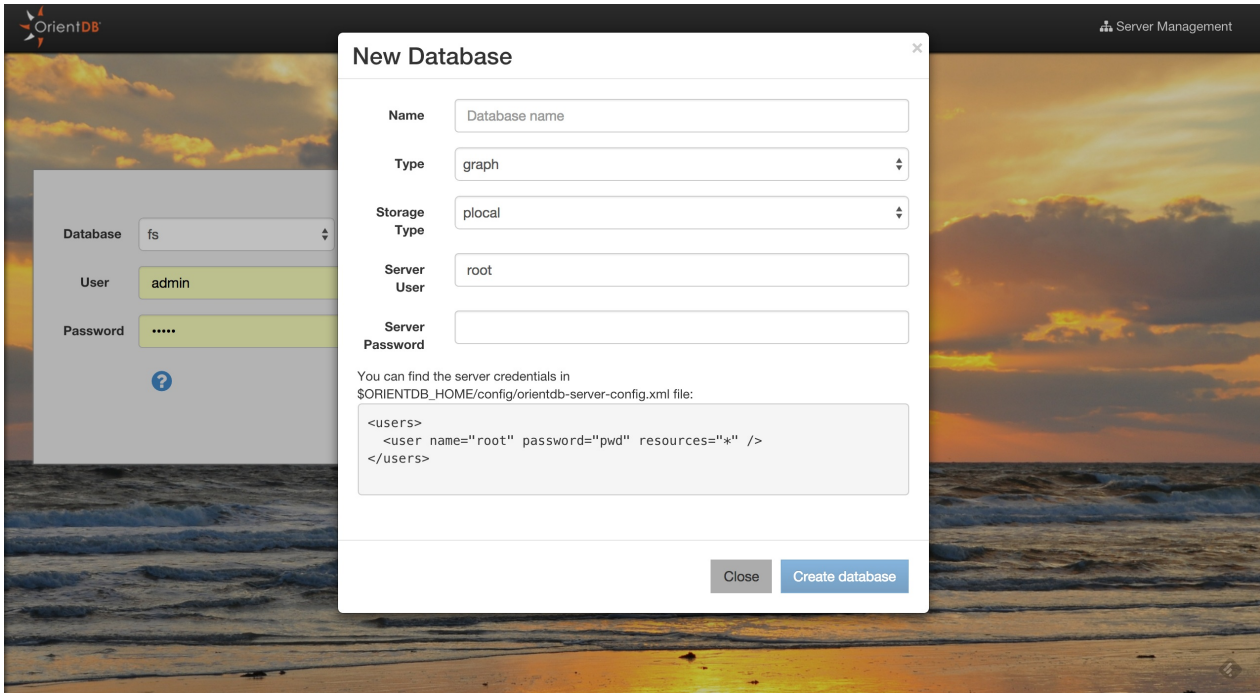 OrientDB
Server Management
New Database
×
Name
Database name
Type
graph
Storage
Type
plocal
Server
User
root
Server
Password
You can find the server credentials in
$ORIENTDB_HOME/config/orientdb-server-config.xml file:
<users>
<user name="root" password="pwd" resources="*" />
</users>
Close
Create database
Database
fs
User
admin
Password
•••••
?